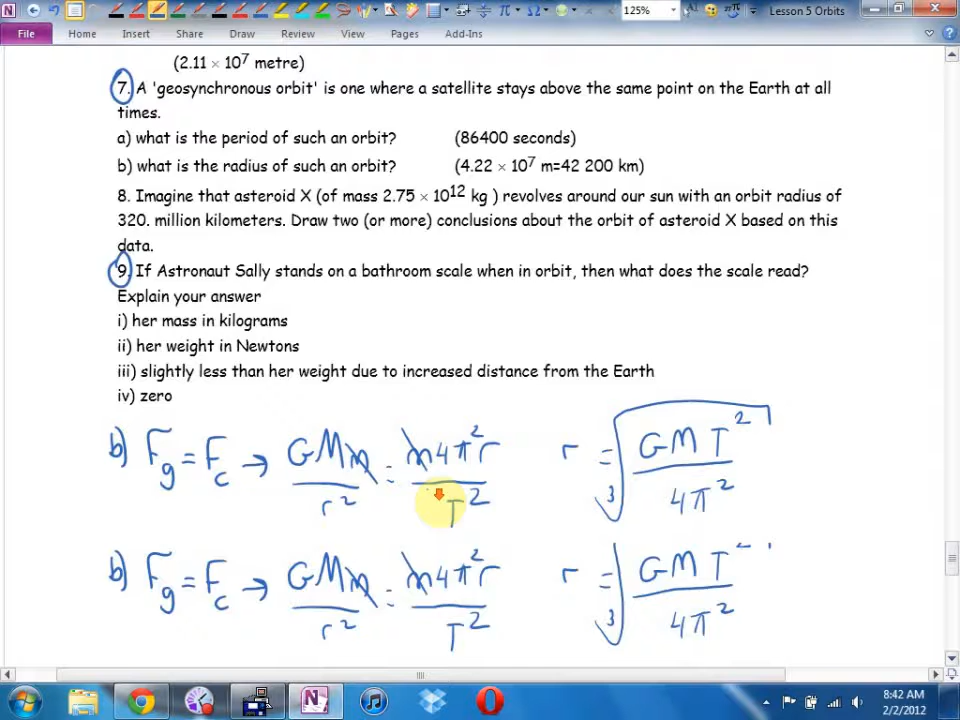 125%
Lesson 5 Orbits
File Home Insert Share Draw Review View Pages Add-Ins
(2.11 × 10⁷ metre)
7. A 'geosynchronous orbit' is one where a satellite stays above the same point on the Earth at all
times.
a) what is the period of such an orbit? (86400 seconds)
b) what is the radius of such an orbit? (4.22 × 10⁷ m=42 200 km)
8. Imagine that asteroid X (of mass 2.75 × 10¹² kg ) revolves around our sun with an orbit radius of
320. million kilometers. Draw two (or more) conclusions about the orbit of asteroid X based on this
data.
9. If Astronaut Sally stands on a bathroom scale when in orbit, then what does the scale read?
Explain your answer
i) her mass in kilograms
ii) her weight in Newtons
iii) slightly less than her weight due to increased distance from the Earth
iv) zero
b) Fg = Fc → GMm/r² = m4π²r/T² r = ∛(GMT²/4π²)
b) Fg = Fc → GMm/r² = m4π²r/T² r = ∛(GMT²/4π²)
8:42 AM
2/2/2012